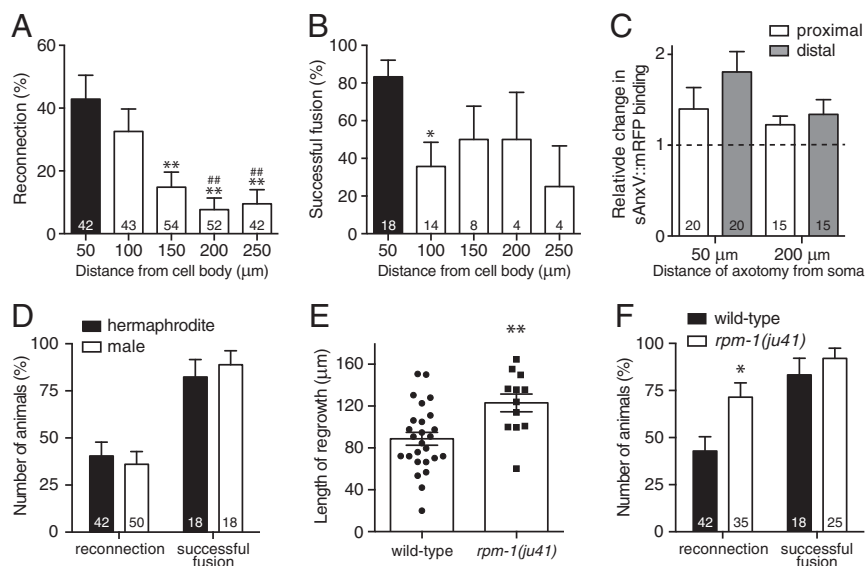 A
Reconnection (%)
60
40
20
0
**
##
**
##
**
42
43
54
52
42
50 100 150 200 250
Distance from cell body (μm)
B
Successful fusion (%)
100
80
60
40
20
0
*
18
14
8
4
4
50 100 150 200 250
Distance from cell body (μm)
C
proximal
distal
Relativde change in
sAnxV::mRFP binding
2
1
0
20
20
15
15
50 μm 200 μm
Distance of axotomy from soma
D
hermaphrodite
male
Number of animals (%)
100
75
50
25
0
42
50
18
18
reconnection successful
fusion
E
Length of regrowth (μm)
160
120
80
40
0
**
wild-type rpm-1(ju41)
F
wild-type
rpm-1(ju41)
Number of animals (%)
100
75
50
25
0
*
42
35
18
25
reconnection successful
fusion